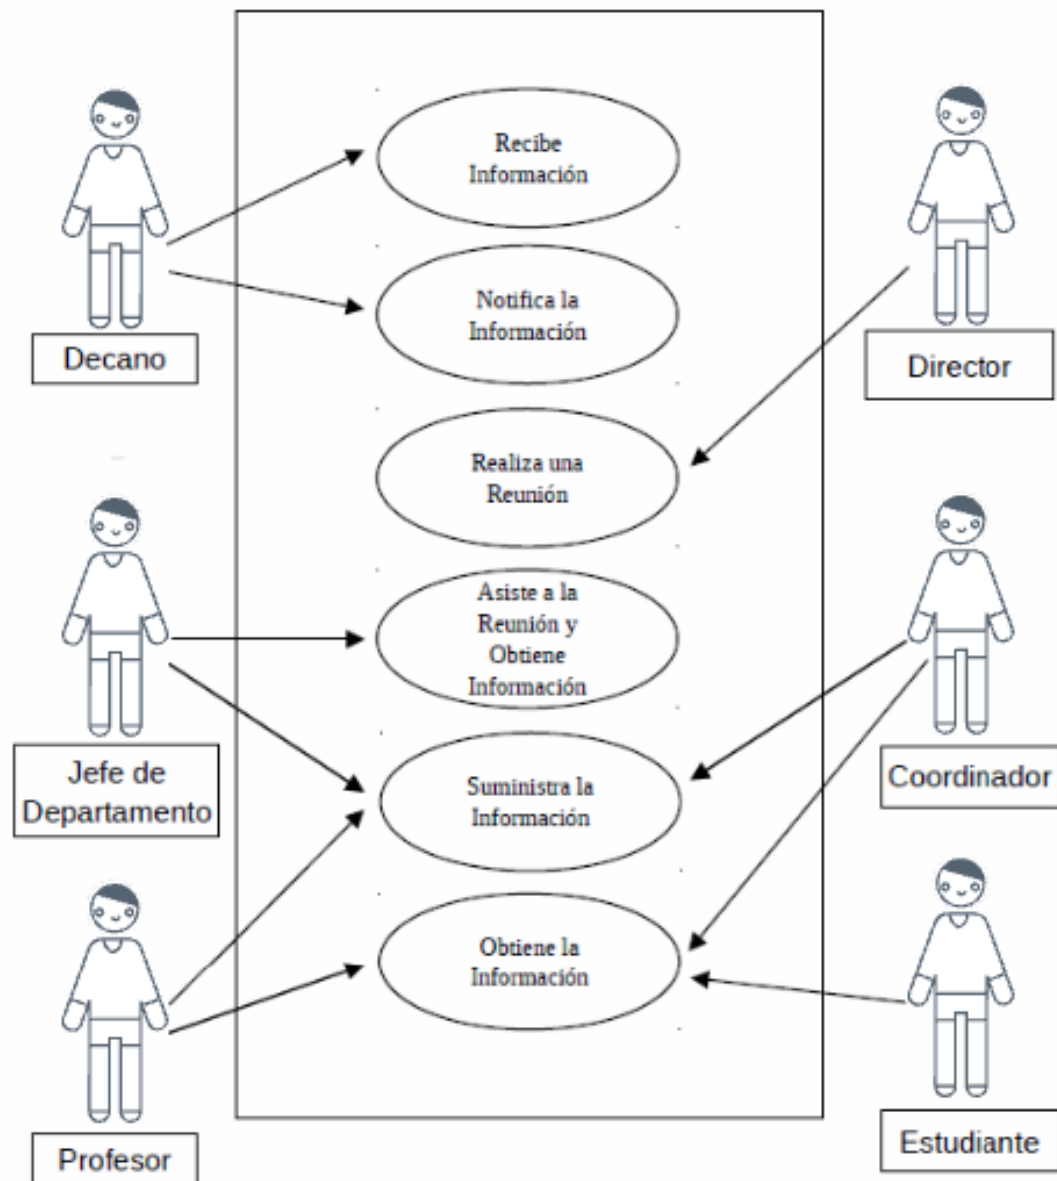 Recibe
Información
Notifica la
Información
Decano
Director
Realiza una
Reunión
Asiste a la
Reunión y
Obtiene
Información
Jefe de
Departamento
Coordinador
Suministra la
Información
Obtiene la
Información
Profesor
Estudiante